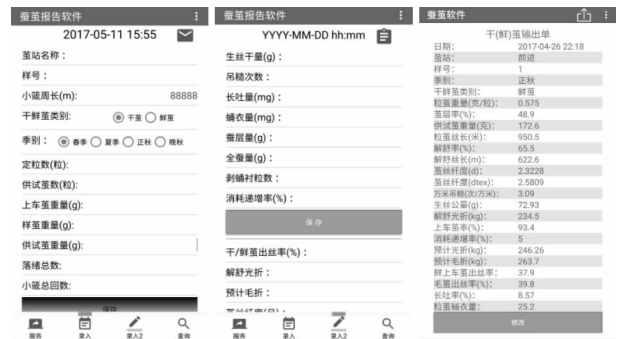 蚕茧报告软件
2017-05-11 15:55
茧站名称：
样号：
小䈅周长(m): 88888
干鲜茧类别: 干茧 鲜茧
季别： 春季 夏季 正秋 晚秋
定粒数(粒):
供试茧数(粒):
上车茧重量(g):
样茧重量(g):
供试茧重量(g):
落绪总数:
小䈅总回数:
保存
服务 录入 录入2 查询
蚕茧报告软件
YYYY-MM-DD hh:mm
生丝干量(g)：
吊糙次数：
长吐量(mg)：
蛹衣量(mg)：
蚕层量(g)：
全蚕量(g)：
剥蛹衬粒数：
消耗递增率(%)：
保存
干/鲜茧出丝率(%)：
解舒光折：
预计毛折：
服务 录入 录入2 查询
蚕茧软件
干(鲜)茧输出单
日期: 2017-04-26 22:18
茧站: 前进
样号: 1
季别: 正秋
干鲜茧类别: 鲜茧
粒茧重量(克/粒): 0.575
茧层率(%): 48.9
供试茧重量(克): 172.6
粒茧丝长(米): 950.5
解舒率(%): 65.5
解舒丝长(m): 622.6
茧丝纤度(d): 2.3228
茧丝纤度(dtex): 2.5809
万米吊糙(次/万米): 3.09
生丝公量(g): 72.93
解舒光折(kg): 234.5
上车茧率(%): 93.4
消耗递增率(%): 5
预计光折(kg): 246.26
预计毛折(kg): 263.7
鲜上车茧出丝率: 37.9
毛茧出丝率(%): 39.8
长吐率(%): 8.57
粒茧蛹衣量: 25.2
修改